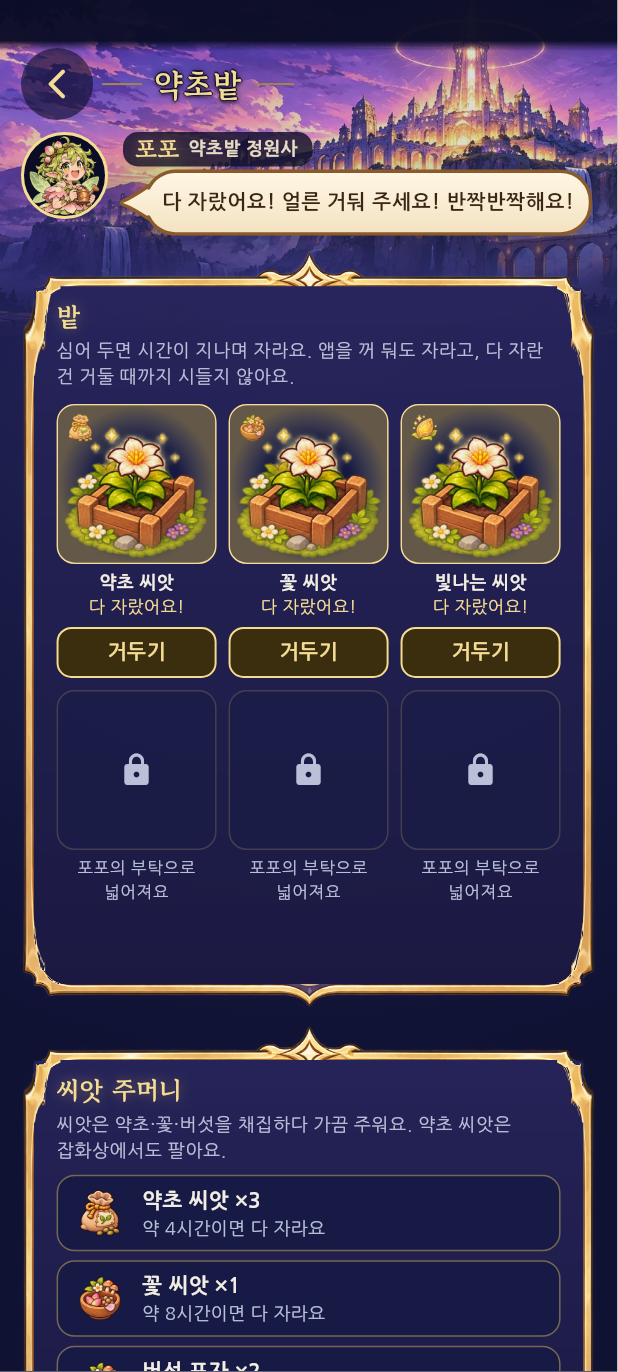 약초밭
포포 약초밭 정원사
다 자랐어요! 얼른 거둬 주세요! 반짝반짝해요!
밭
심어 두면 시간이 지나며 자라요. 앱을 꺼 둬도 자라고, 다 자란
건 거둘 때까지 시들지 않아요.
약초 씨앗 꽃 씨앗 빛나는 씨앗
다 자랐어요! 다 자랐어요! 다 자랐어요!
거두기 거두기 거두기
포포의 부탁으로 포포의 부탁으로 포포의 부탁으로
넓어져요 넓어져요 넓어져요
씨앗 주머니
씨앗은 약초·꽃·버섯을 채집하다 가끔 주워요. 약초 씨앗은
잡화상에서도 팔아요.
약초 씨앗 ×3
약 4시간이면 다 자라요
꽃 씨앗 ×1
약 8시간이면 다 자라요
버섯 포자 ×2